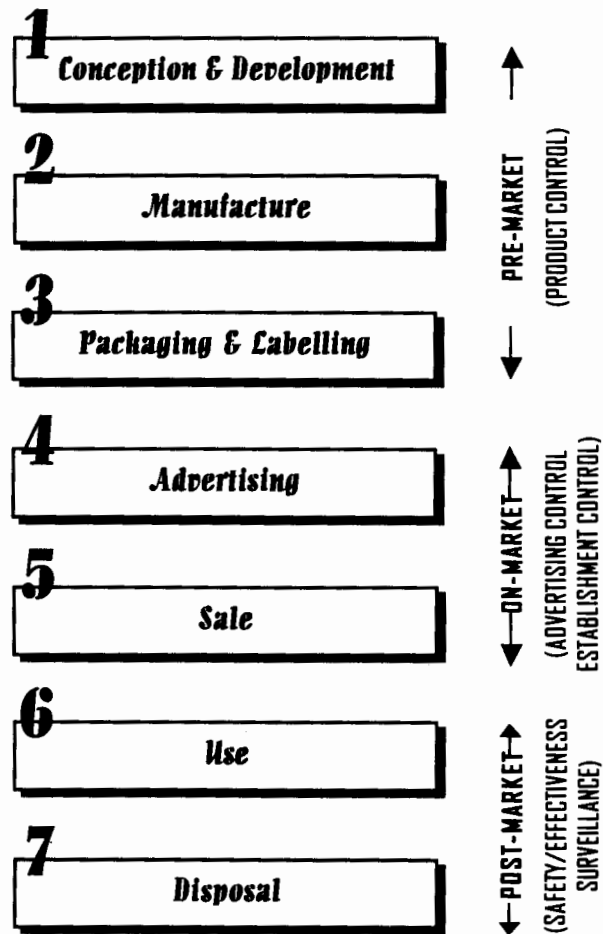 1
Conception & Development
2
Manufacture
3
Packaging & Labelling
PRE-MARKET
(PRODUCT CONTROL)
4
Advertising
5
Sale
ON-MARKET
(ADVERTISING CONTROL
ESTABLISHMENT CONTROL)
6
Use
7
Disposal
POST-MARKET
(SAFETY/EFFECTIVENESS
SURVEILLANCE)